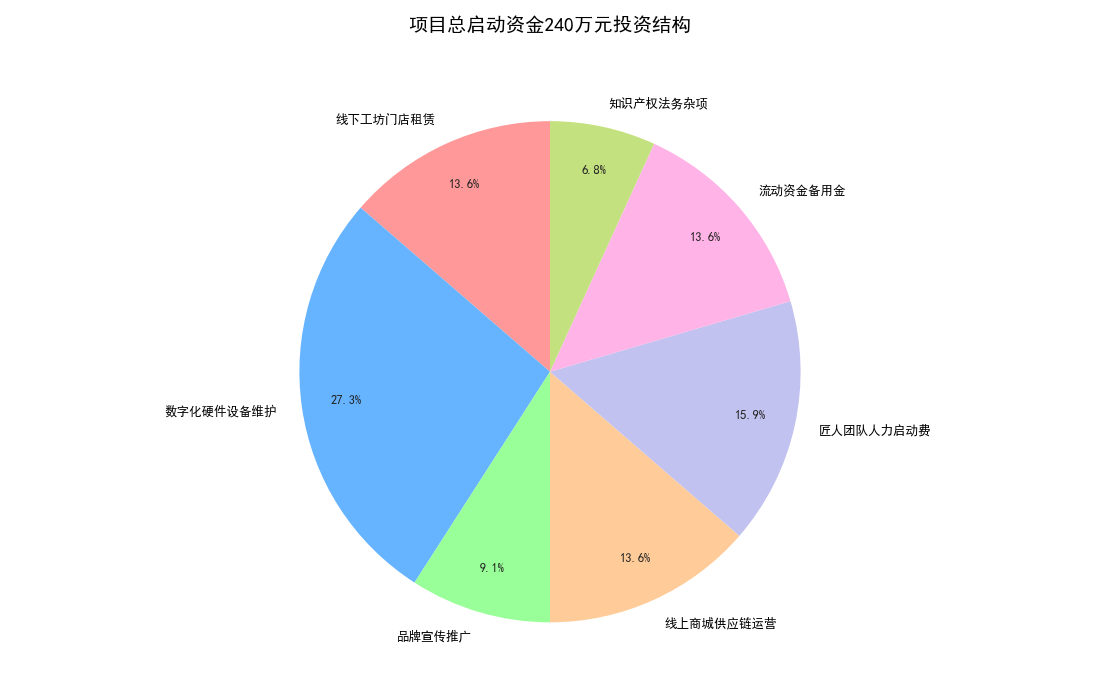 项目总启动资金240万元投资结构
知识产权法务杂项
线下工坊门店租赁
6.8%
13.6%
流动资金备用金
13.6%
数字化硬件设备维护
27.3%
15.9%
匠人团队人力启动费
9.1%
13.6%
线上商城供应链运营
品牌宣传推广